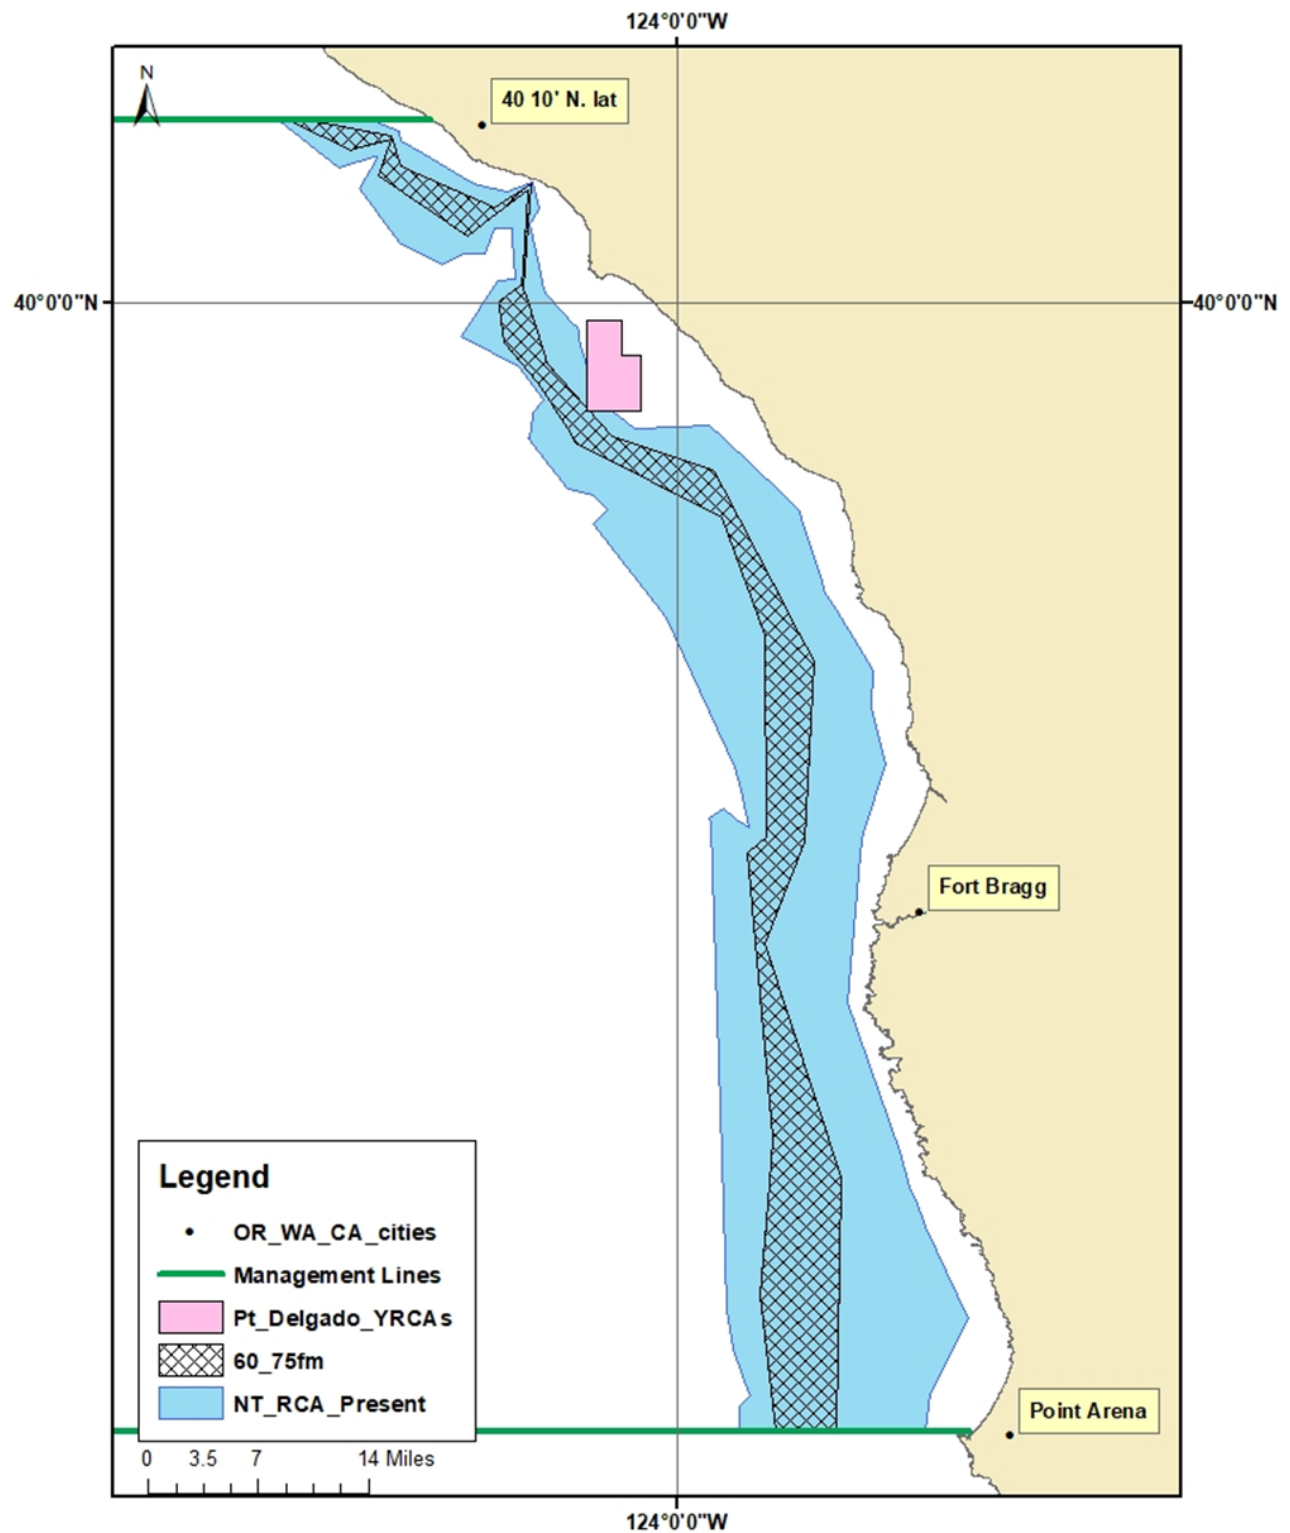 124°0'0"W
N
40 10' N. lat
40°0'0"N
40°0'0"N
Fort Bragg
Legend
OR_WA_CA_cities
Management Lines
Pt_Delgado_YRCAs
60_75fm
NT_RCA_Present
Point Arena
0 3.5 7 14 Miles
124°0'0"W